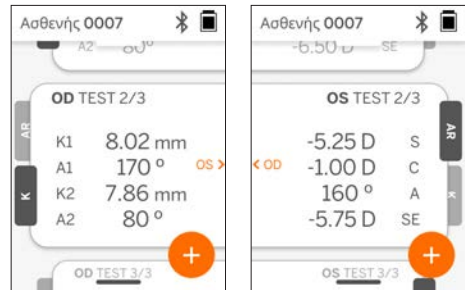 Ασθενής 0007
A2 80º
OD TEST 2/3
AR
K1 8.02 mm
A1 170 º
OS >
K2 7.86 mm
K
A2 80 º
+
OD TEST 3/3
Ασθενής 0007
-6.50 D SE
OS TEST 2/3
AR
-5.25 D S
< OD
-1.00 D C
160 º A
K
-5.75 D SE
+
OS TEST 3/3